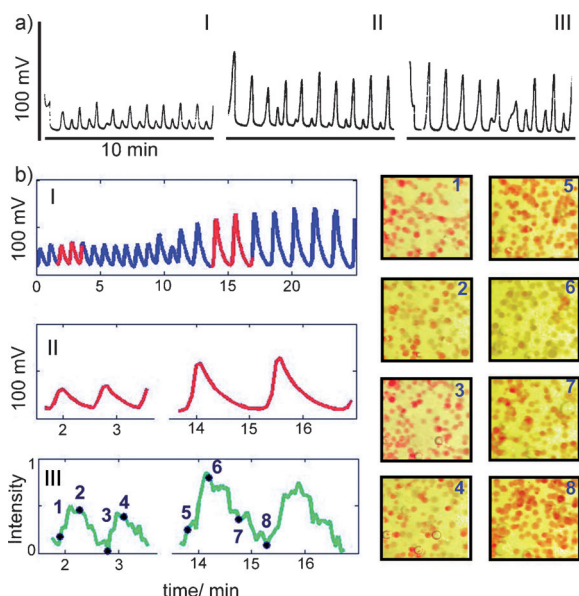 a)
I
II
III
100 mV
10 min
b)
I
100 mV
0 5 10 15 20
II
100 mV
2 3 14 15 16
III
Intensity
1
0
1 2 3 4 5 6 7 8
2 3 14 15 16
time/ min
1 5
2 6
3 7
4 8